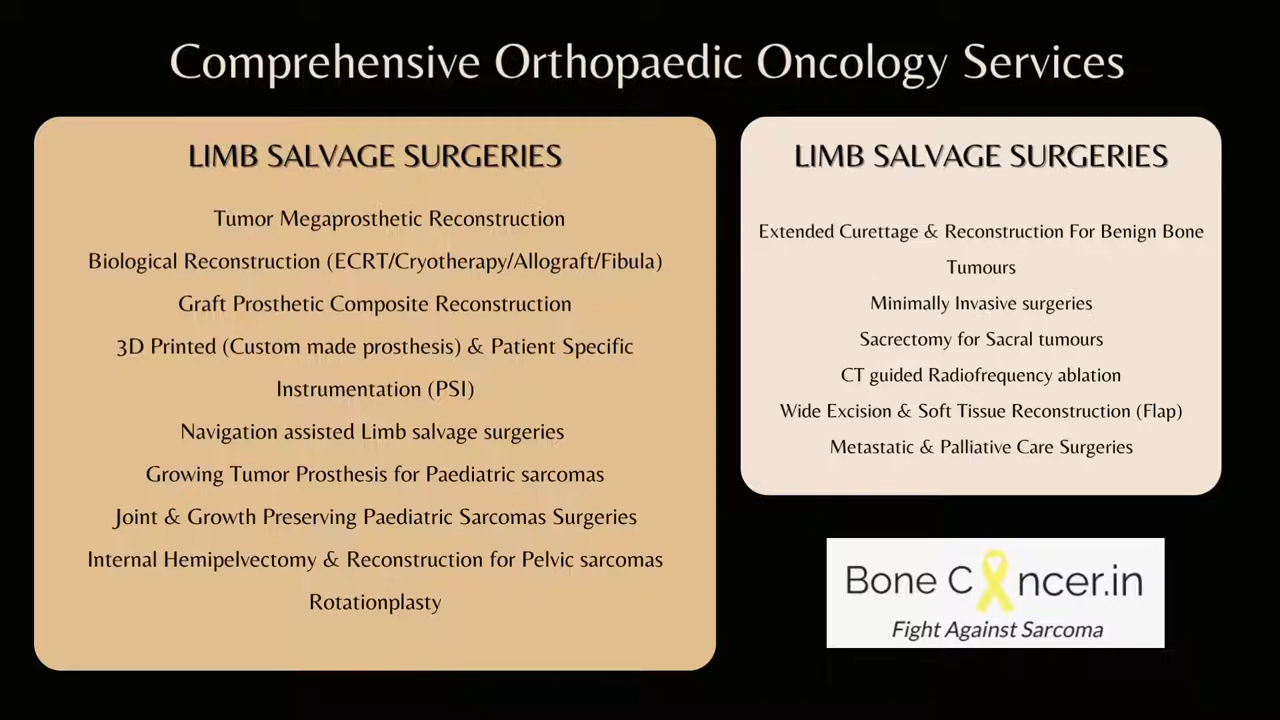 Comprehensive Orthopaedic Oncology Services
LIMB SALVAGE SURGERIES
Tumor Megaprosthetic Reconstruction
Biological Reconstruction (ECRT/Cryotherapy/Allograft/Fibula)
Graft Prosthetic Composite Reconstruction
3D Printed (Custom made prosthesis) & Patient Specific
Instrumentation (PSI)
Navigation assisted Limb salvage surgeries
Growing Tumor Prosthesis for Paediatric sarcomas
Joint & Growth Preserving Paediatric Sarcomas Surgeries
Internal Hemipelvectomy & Reconstruction for Pelvic sarcomas
Rotationplasty
LIMB SALVAGE SURGERIES
Extended Curettage & Reconstruction For Benign Bone
Tumours
Minimally Invasive surgeries
Sacrectomy for Sacral tumours
CT guided Radiofrequency ablation
Wide Excision & Soft Tissue Reconstruction (Flap)
Metastatic & Palliative Care Surgeries
Bone Cancer.in
Fight Against Sarcoma